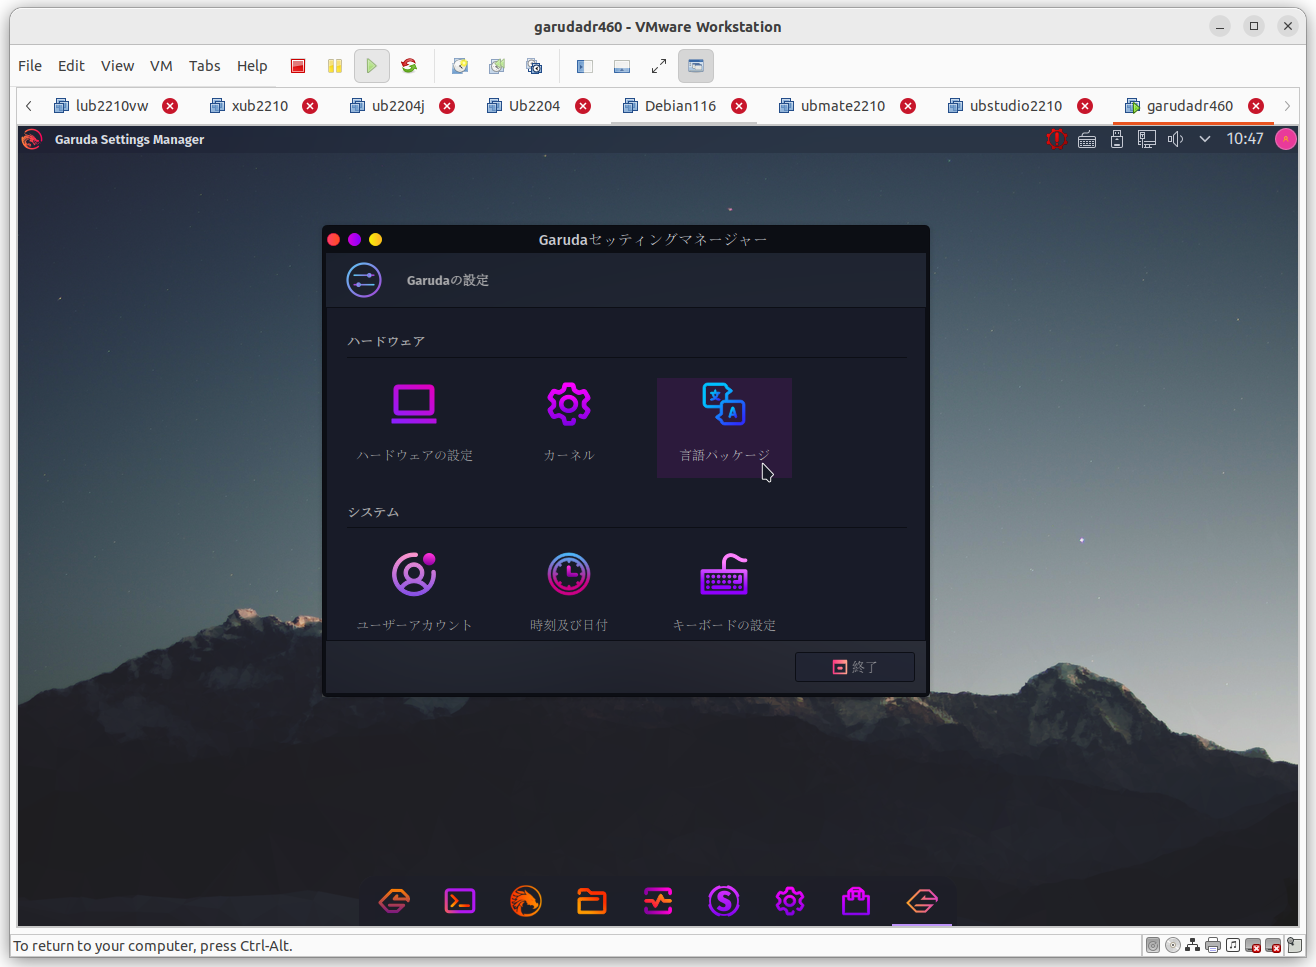 garudadr460 - VMware Workstation
File Edit View VM Tabs Help
lub2210vw xub2210 ub2204j Ub2204 Debian116 ubmate2210 ubstudio2210 garudadr460
Garuda Settings Manager 10:47
Garudaセッティングマネージャー
Garudaの設定
ハードウェア
ハードウェアの設定 カーネル 言語パッケージ
システム
ユーザーアカウント 時刻及び日付 キーボードの設定
終了
To return to your computer, press Ctrl-Alt.